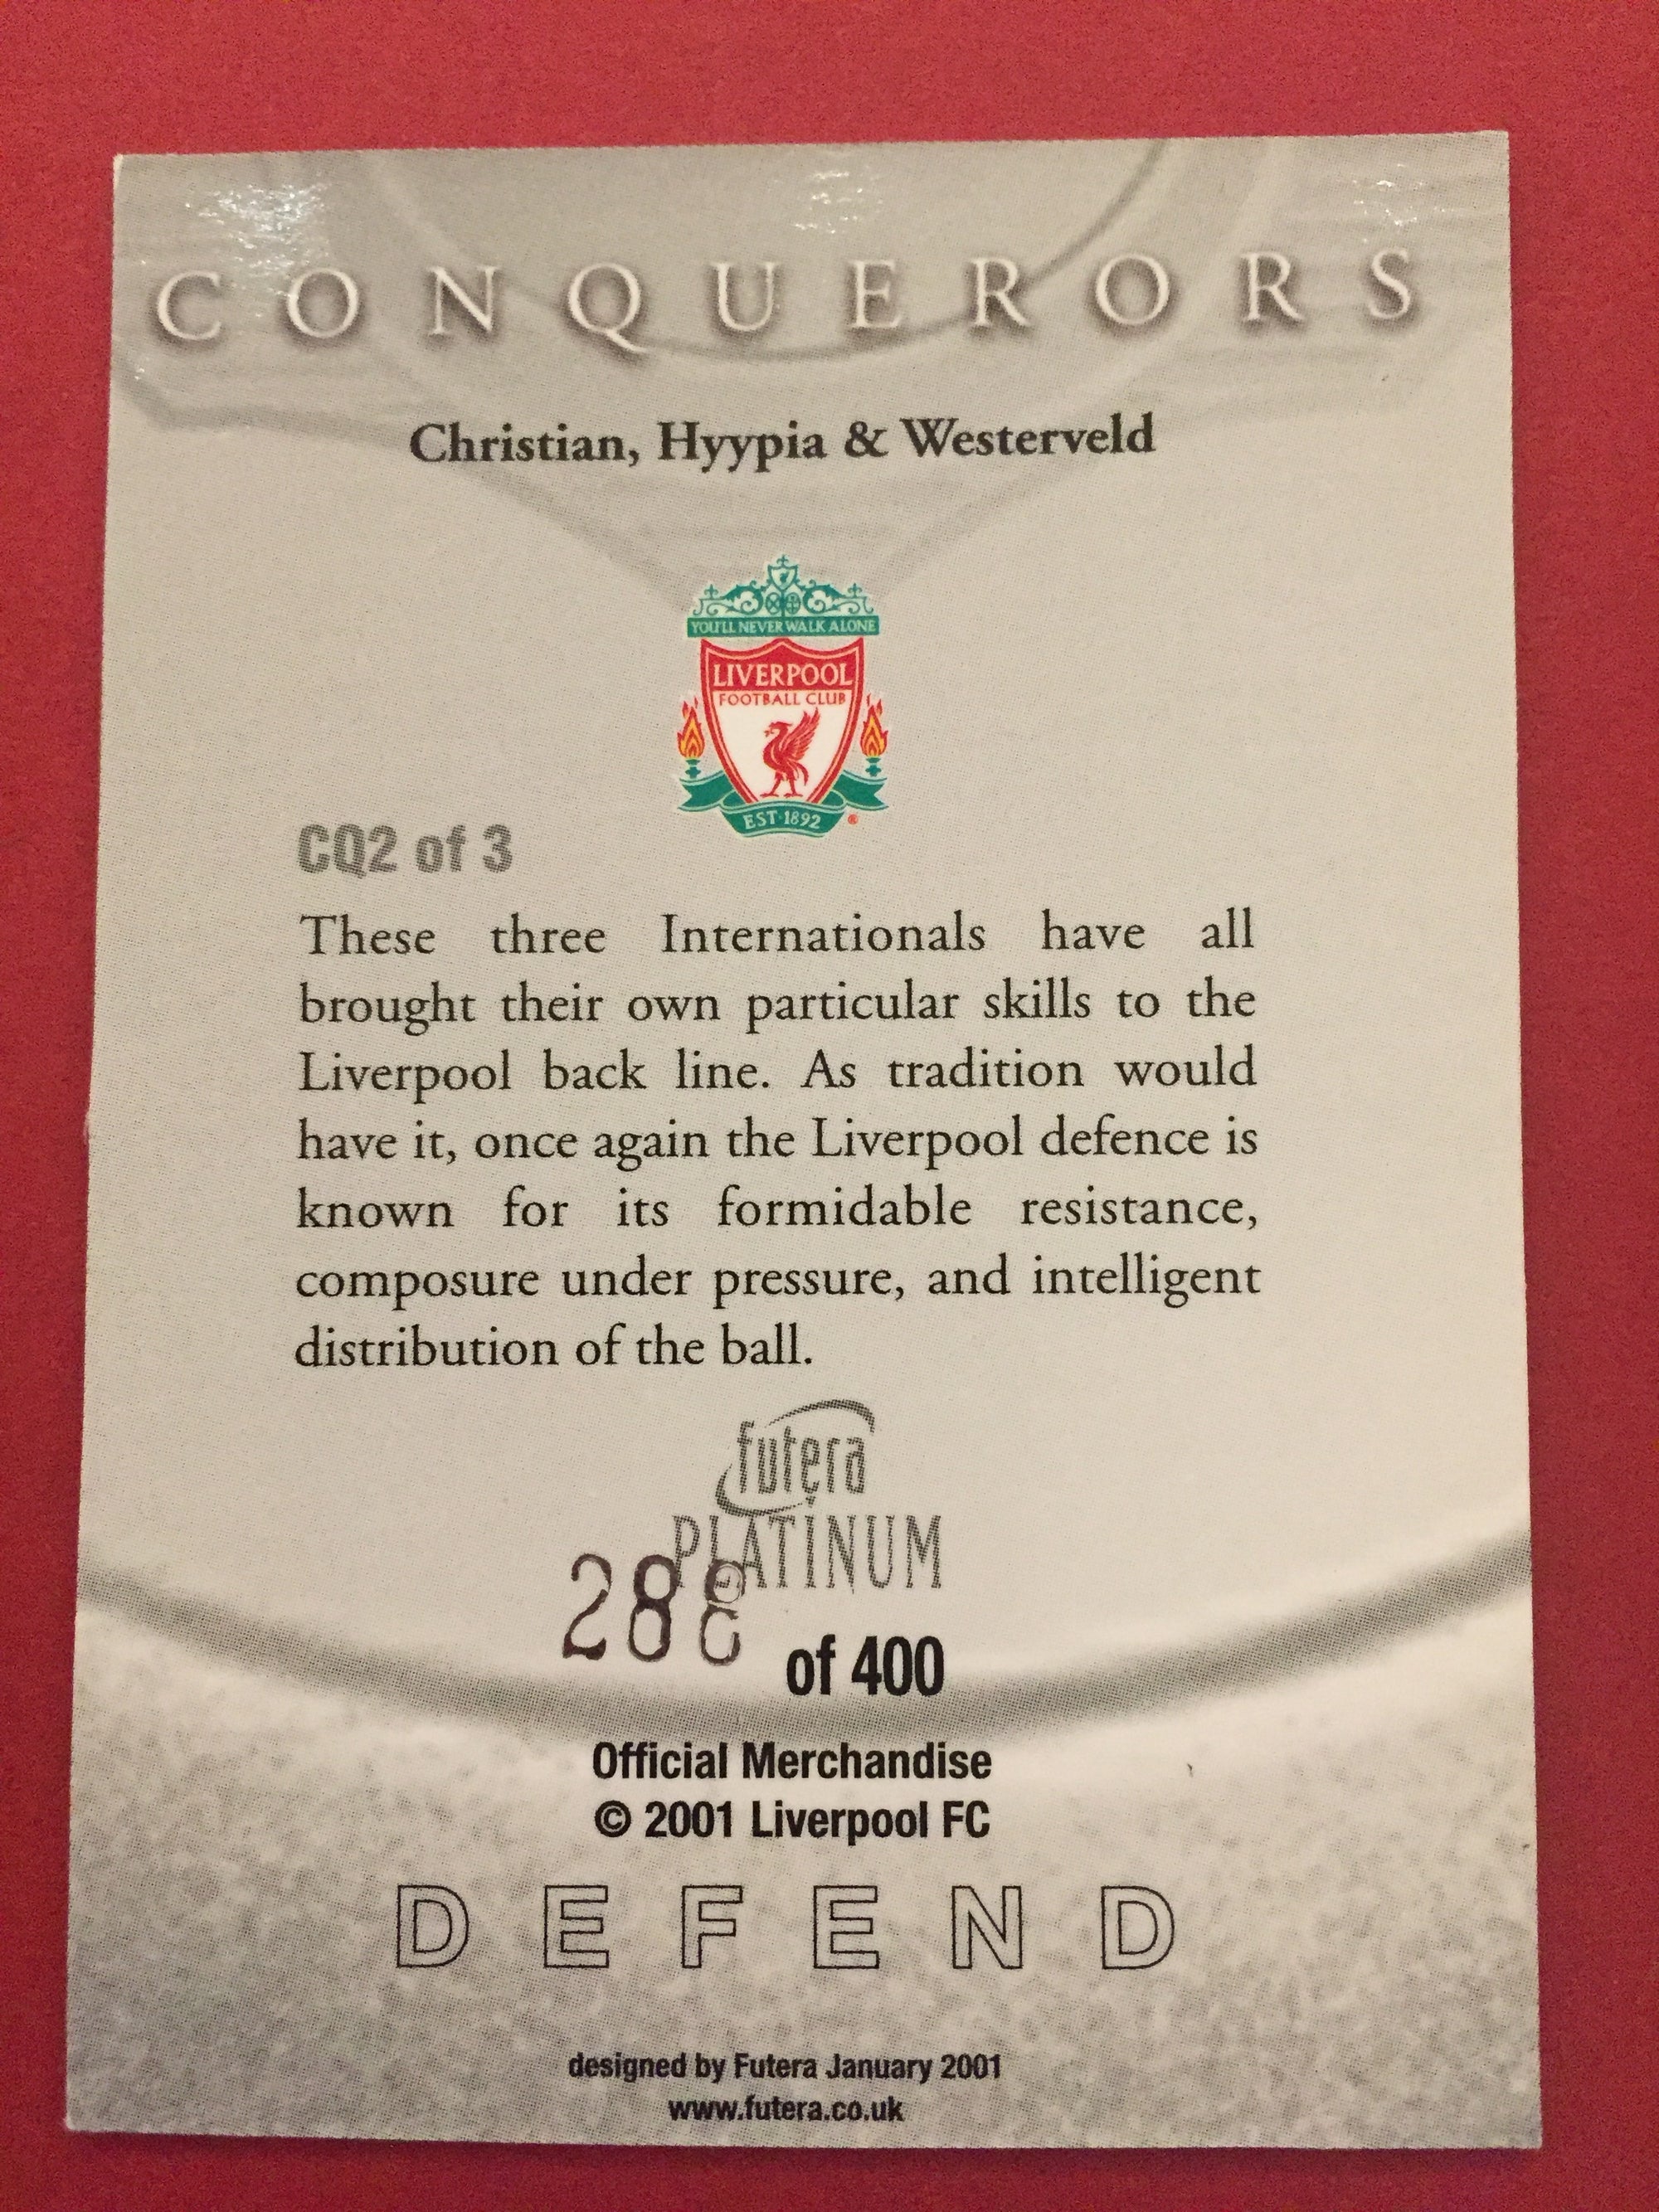 CONQUERORS
Christian, Hyypia & Westerveld
YOU'LL NEVER WALK ALONE
LIVERPOOL
FOOTBALL CLUB
EST·1892
®
CQ2 of 3
These three Internationals have all
brought their own particular skills to the
Liverpool back line. As tradition would
have it, once again the Liverpool defence is
known for its formidable resistance,
composure under pressure, and intelligent
distribution of the ball.
futera
PLATINUM
288 of 400
Official Merchandise
© 2001 Liverpool FC
DEFEND
designed by Futera January 2001
www.futera.co.uk